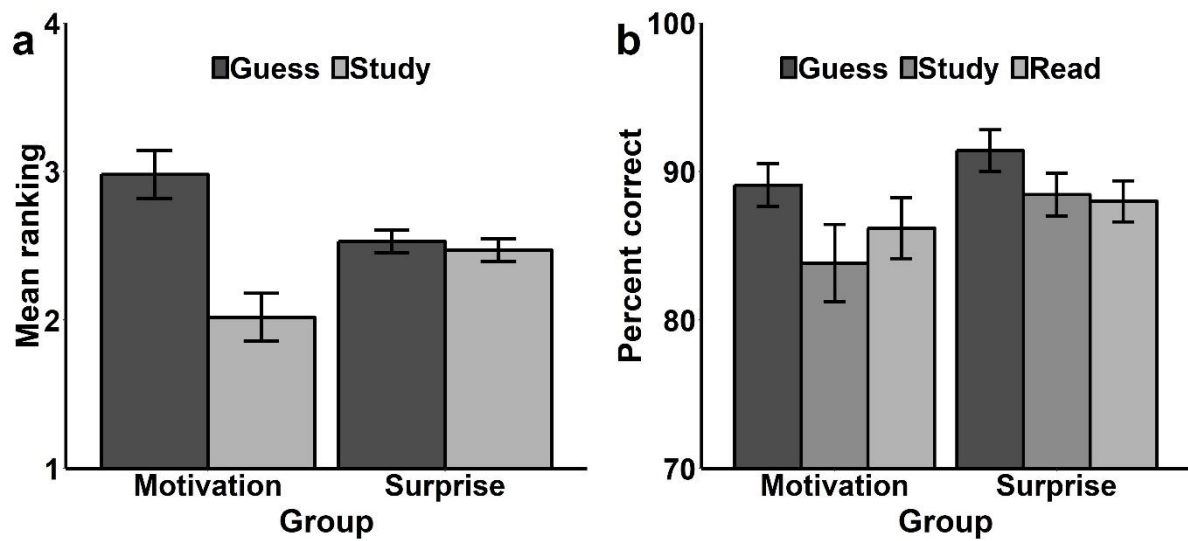 a
Guess Study
Mean ranking
4
3
2
1
Motivation Surprise
Group
b
Guess Study Read
Percent correct
100
90
80
70
Motivation Surprise
Group